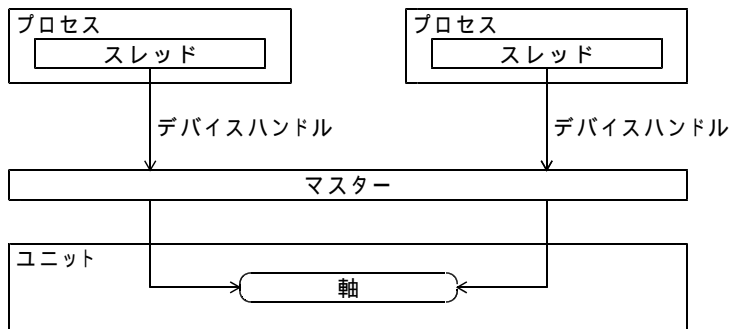 プロセス
プロセス
スレッド
スレッド
デバイスハンドル
デバイスハンドル
マスター
ユニット
軸